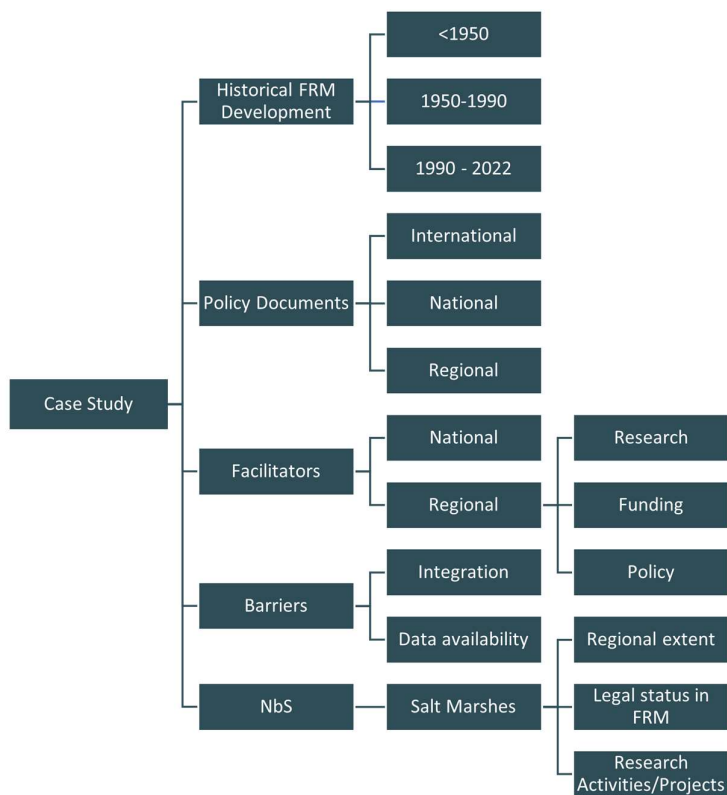 Case Study
Historical FRM
Development
<1950
1950-1990
1990 - 2022
Policy Documents
International
National
Regional
Facilitators
National
Regional
Research
Funding
Policy
Barriers
Integration
Data availability
NbS
Salt Marshes
Regional extent
Legal status in
FRM
Research
Activities/Projects